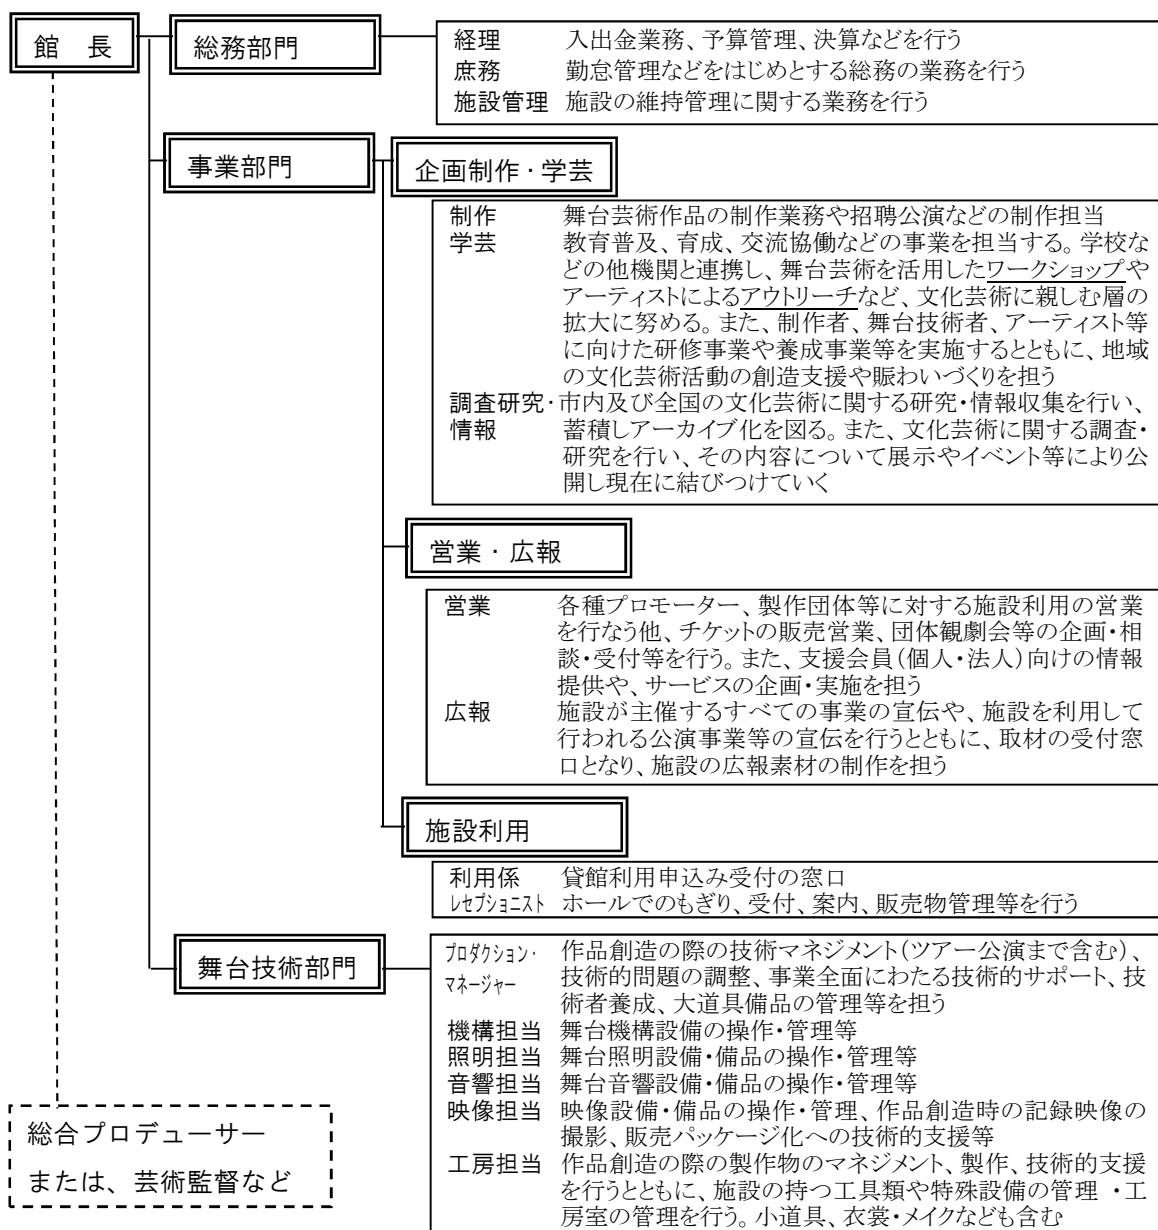 館 長
総務部門
経理 入出金業務、予算管理、決算などを行う
庶務 勤怠管理などをはじめとする総務の業務を行う
施設管理 施設の維持管理に関する業務を行う
事業部門
企画制作・学芸
制作 舞台芸術作品の制作業務や招聘公演などの制作担当
学芸 教育普及、育成、交流協働などの事業を担当する。学校な
どの他機関と連携し、舞台芸術を活用したワークショップや
アーティストによるアウトリーチなど、文化芸術に親しむ層の
拡大に努める。また、制作者、舞台技術者、アーティスト等
に向けた研修事業や養成事業等を実施するとともに、地域
の文化芸術活動の創造支援や賑わいづくりを担う
調査研究・市内及び全国の文化芸術に関する研究・情報収集を行い、
情報 蓄積しアーカイブ化を図る。また、文化芸術に関する調査・
研究を行い、その内容について展示やイベント等により公
開し現在に結びつけていく
営業・広報
営業 各種プロモーター、製作団体等に対する施設利用の営業
を行なう他、チケットの販売営業、団体観劇会等の企画・相
談・受付等を行う。また、支援会員(個人・法人)向けの情報
提供や、サービスの企画・実施を担う
広報 施設が主催するすべての事業の宣伝や、施設を利用して
行われる公演事業等の宣伝を行うとともに、取材の受付窓
口となり、施設の広報素材の制作を担う
施設利用
利用係 貸館利用申込み受付の窓口
ﾚｾﾌﾟｼｮﾆｽﾄ ホールでのもぎり、受付、案内、販売物管理等を行う
舞台技術部門
ﾌﾟﾛﾀﾞｸｼｮﾝ・ 作品創造の際の技術マネジメント(ツアー公演まで含む)、
ﾏﾈｰｼﾞｬｰ 技術的問題の調整、事業全面にわたる技術的サポート、技
術者養成、大道具備品の管理等を担う
機構担当 舞台機構設備の操作・管理等
照明担当 舞台照明設備・備品の操作・管理等
音響担当 舞台音響設備・備品の操作・管理等
映像担当 映像設備・備品の操作・管理、作品創造時の記録映像の
撮影、販売パッケージ化への技術的支援等
工房担当 作品創造の際の製作物のマネジメント、製作、技術的支援
を行うとともに、施設の持つ工具類や特殊設備の管理 ・工
房室の管理を行う。小道具、衣裳・メイクなども含む
総合プロデューサー
または、芸術監督など